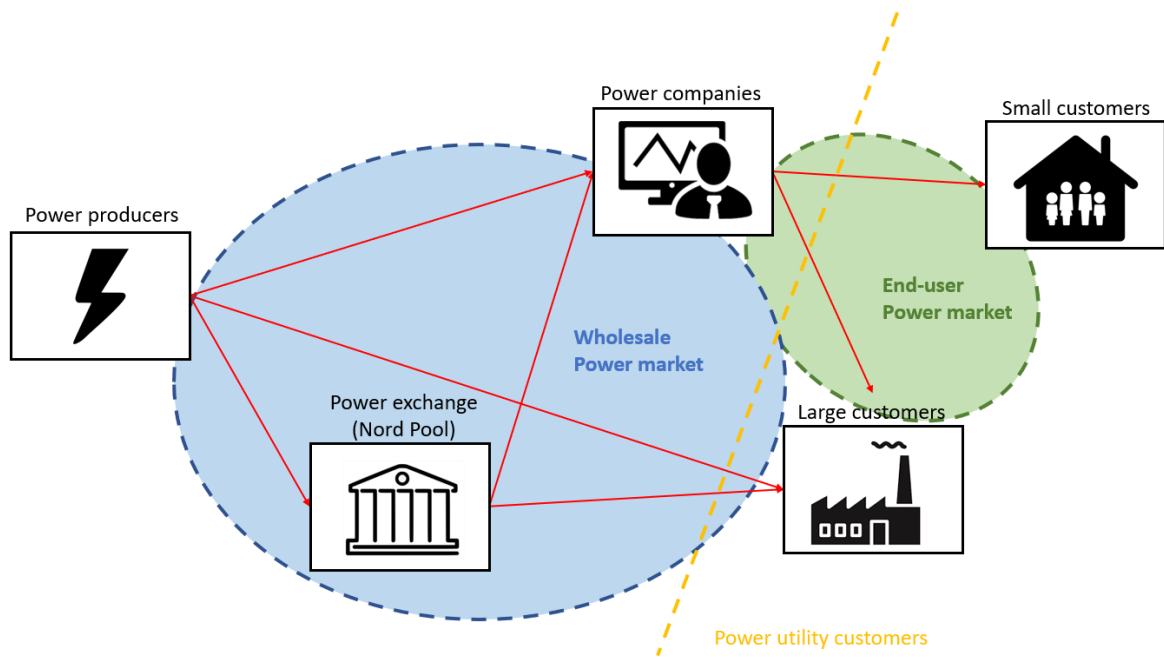 Power companies
Small customers
Power producers
End-user
Power market
Wholesale
Power market
Power exchange
(Nord Pool)
Large customers
Power utility customers